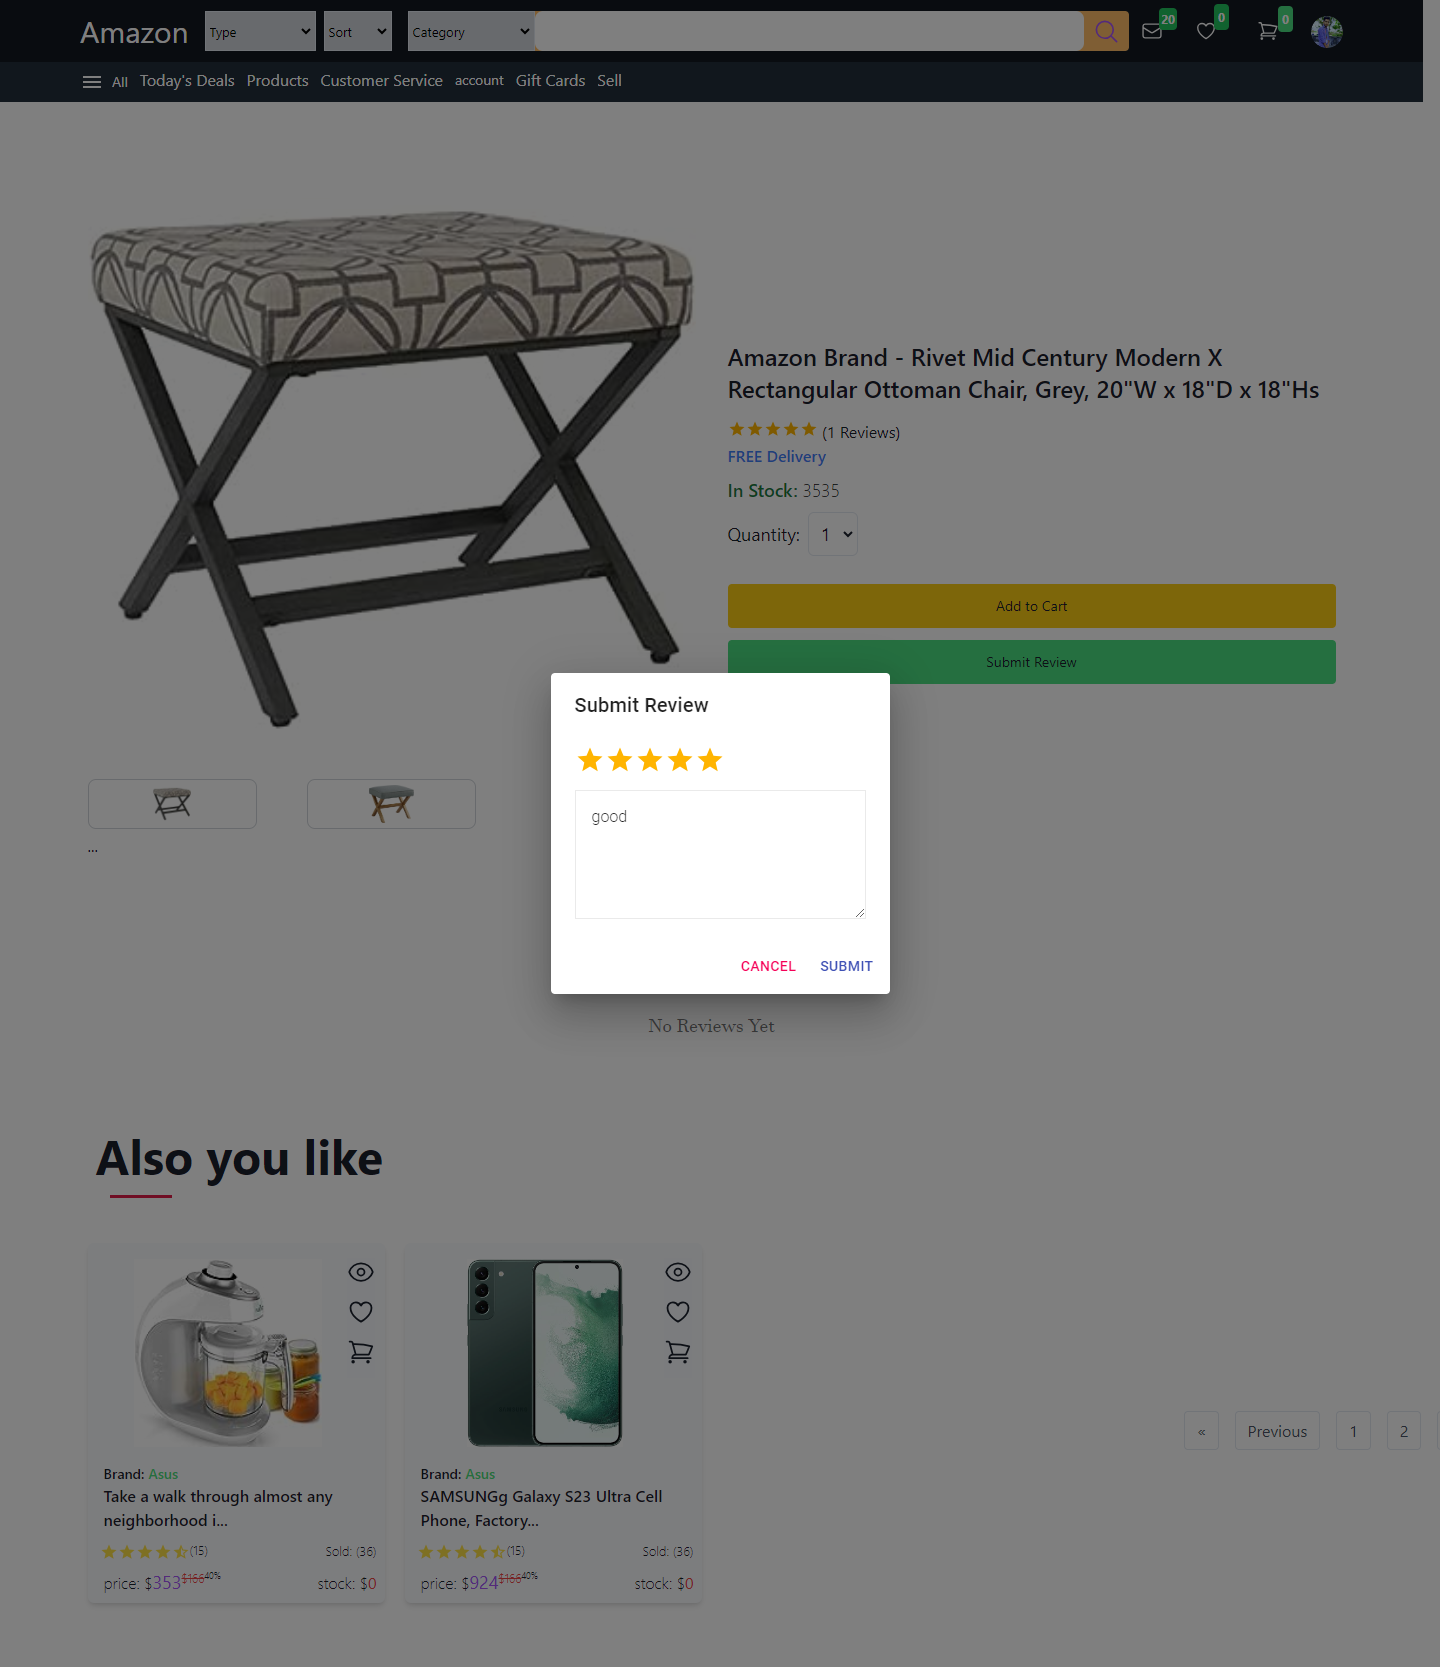 Amazon
Type
Sort
Category
20
0
0
All
Today's Deals
Products
Customer Service
account
Gift Cards
Sell
Amazon Brand - Rivet Mid Century Modern X
Rectangular Ottoman Chair, Grey, 20"W x 18"D x 18"Hs
(1 Reviews)
FREE Delivery
In Stock: 3535
Quantity: 1
Add to Cart
Submit Review
Submit Review
good
CANCEL
SUBMIT
...
No Reviews Yet
Also you like
Brand: Asus
Take a walk through almost any
neighborhood i...
(15)
Sold: (36)
price: $353$16640%
stock: $0
Brand: Asus
SAMSUNGg Galaxy S23 Ultra Cell
Phone, Factory...
(15)
Sold: (36)
price: $924$16640%
stock: $0
«
Previous
1
2